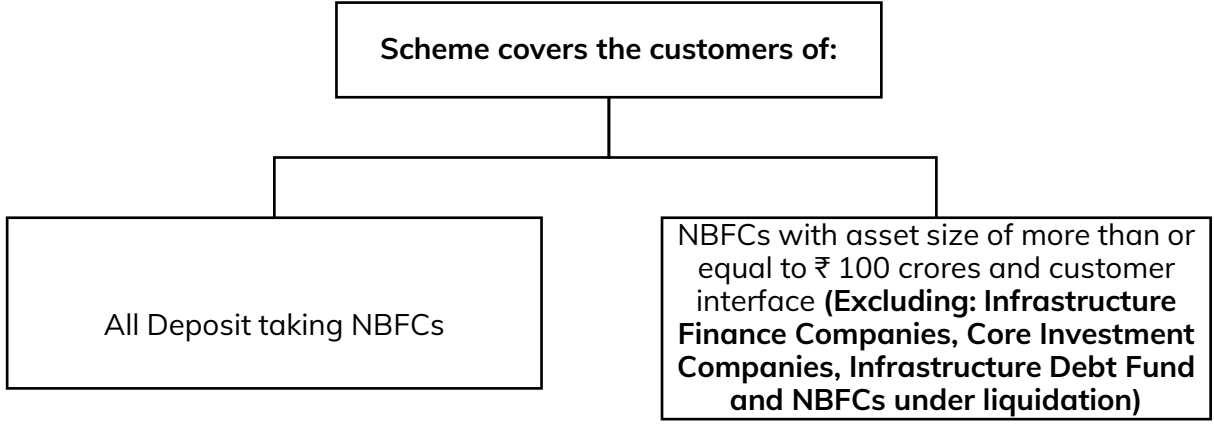 Scheme covers the customers of:
All Deposit taking NBFCs
NBFCs with asset size of more than or
equal to ₹ 100 crores and customer
interface (Excluding: Infrastructure
Finance Companies, Core Investment
Companies, Infrastructure Debt Fund
and NBFCs under liquidation)